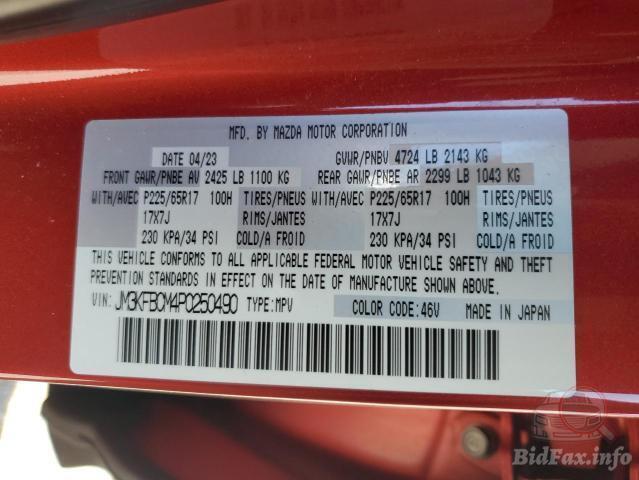 MFD. BY MAZDA MOTOR CORPORATION
DATE 04/23 GVWR/PNBV 4724 LB 2143 KG
FRONT GAWR/PNBE AV 2425 LB 1100 KG REAR GAWR/PNBE AR 2299 LB 1043 KG
WITH/AVEC P225/65R17 100H TIRES/PNEUS WITH/AVEC P225/65R17 100H TIRES/PNEUS
17X7J RIMS/JANTES 17X7J RIMS/JANTES
230 KPA/34 PSI COLD/A FROID 230 KPA/34 PSI COLD/A FROID
THIS VEHICLE CONFORMS TO ALL APPLICABLE FEDERAL MOTOR VEHICLE SAFETY AND THEFT
PREVENTION STANDARDS IN EFFECT ON THE DATE OF MANUFACTURE SHOWN ABOVE.
VIN: JM3KFBCM4P0250490 TYPE:MPV COLOR CODE:46V MADE IN JAPAN
BidFax.info